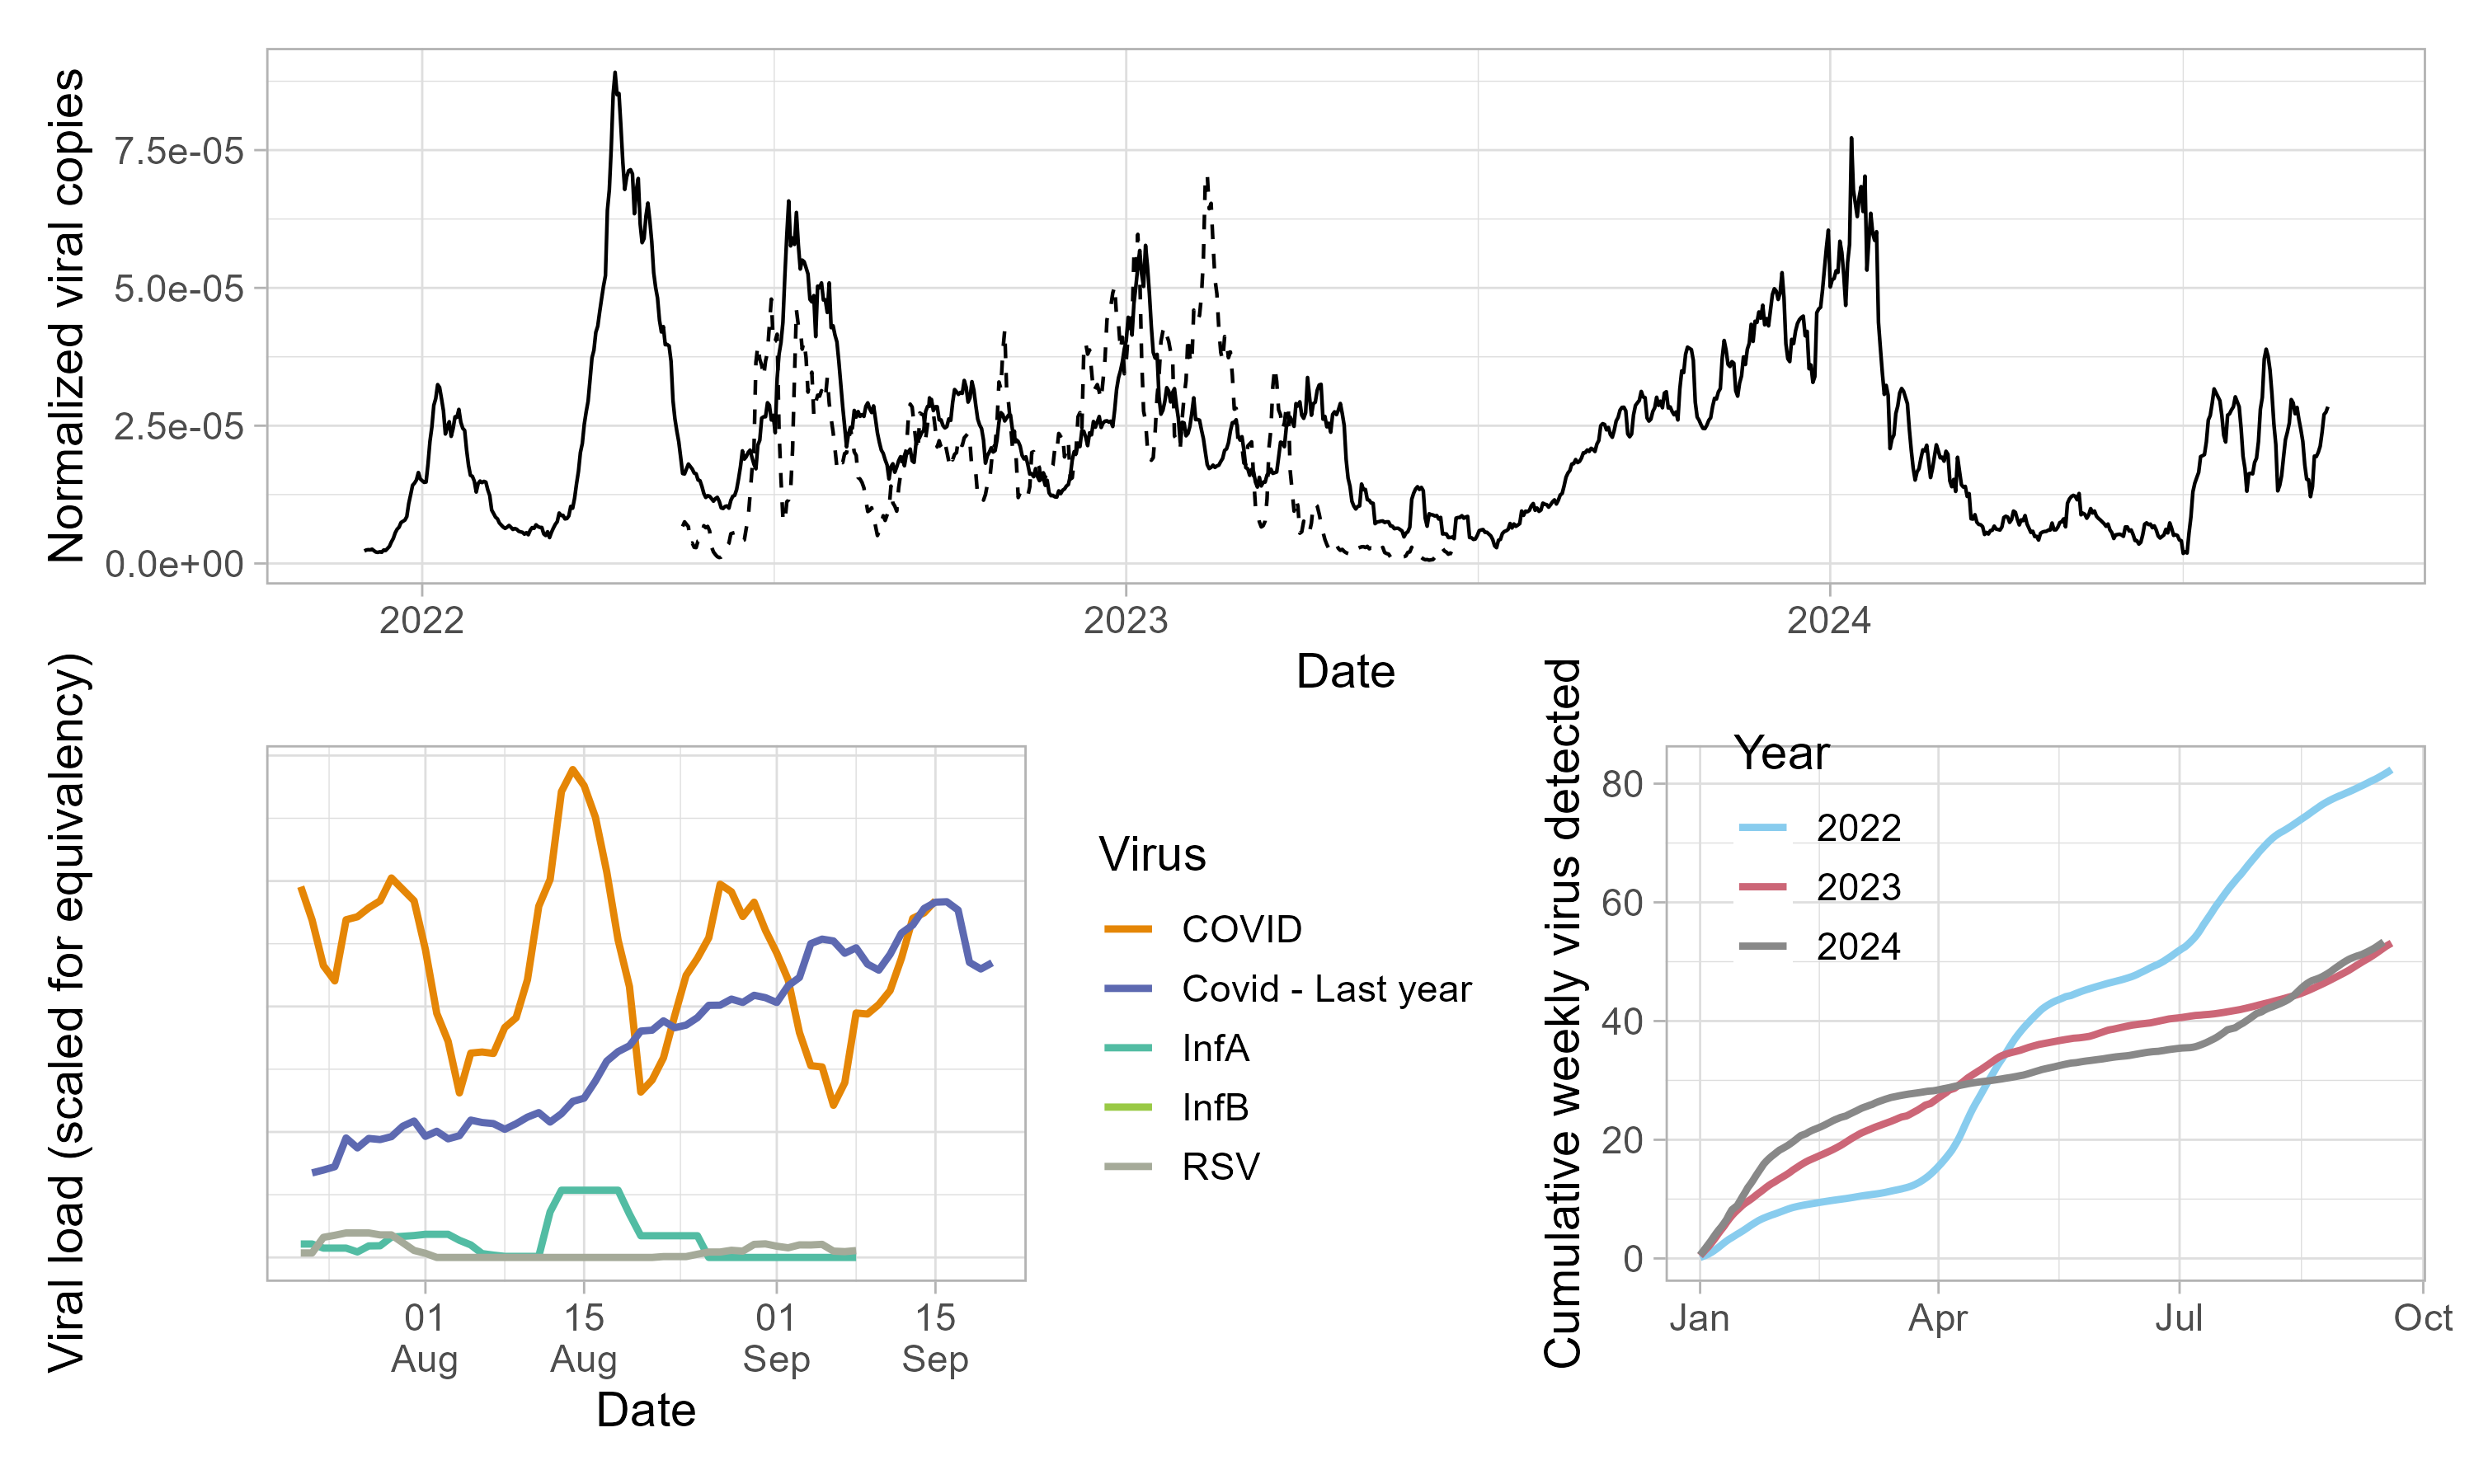 Normalized viral copies
7.5e-05
5.0e-05
2.5e-05
0.0e+00
2022
2023
2024
Date
Viral load (scaled for equivalency)
01
Aug
15
Aug
01
Sep
15
Sep
Date
Virus
COVID
Covid - Last year
InfA
InfB
RSV
Cumulative weekly virus detected
80
60
40
20
0
Year
2022
2023
2024
Jan
Apr
Jul
Oct